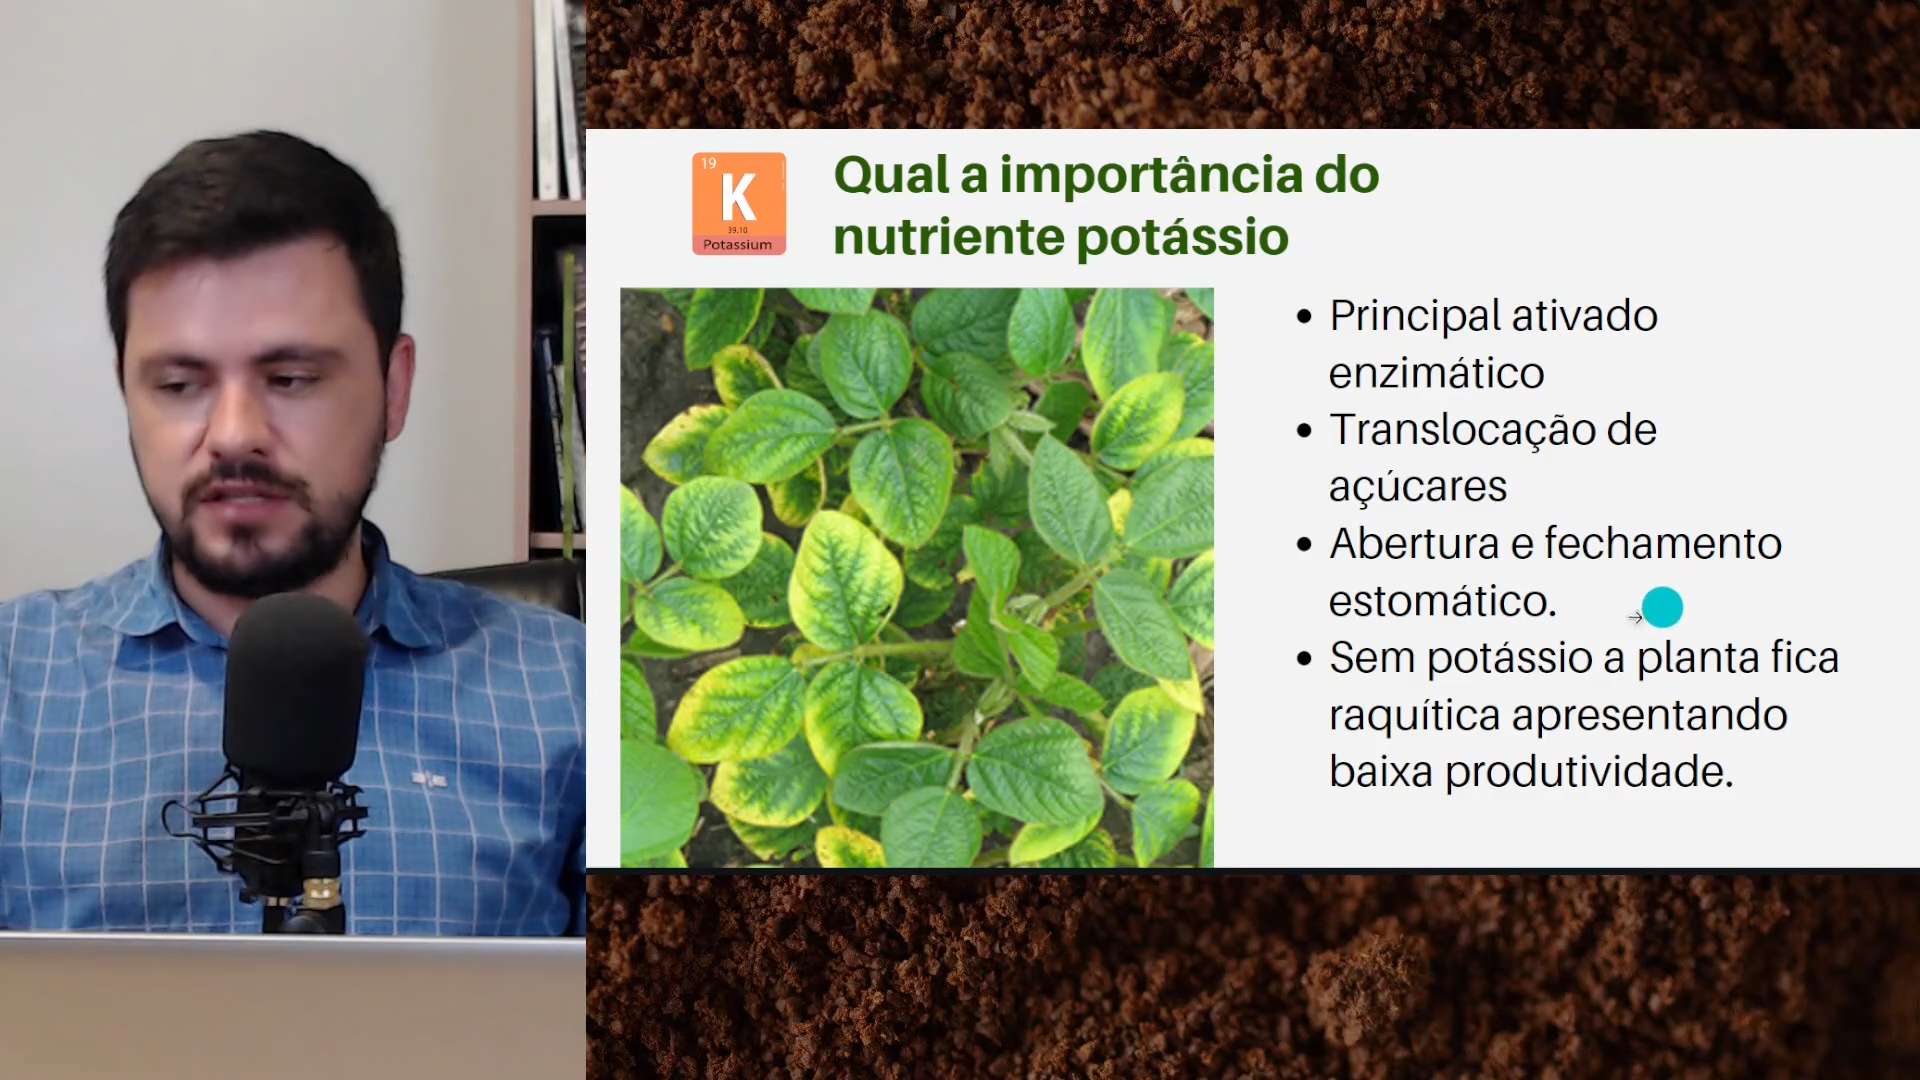 19
K
39.10
Potassium
Qual a importância do
nutriente potássio
• Principal ativado
enzimático
• Translocação de
açúcares
• Abertura e fechamento
estomático.
• Sem potássio a planta fica
raquítica apresentando
baixa produtividade.